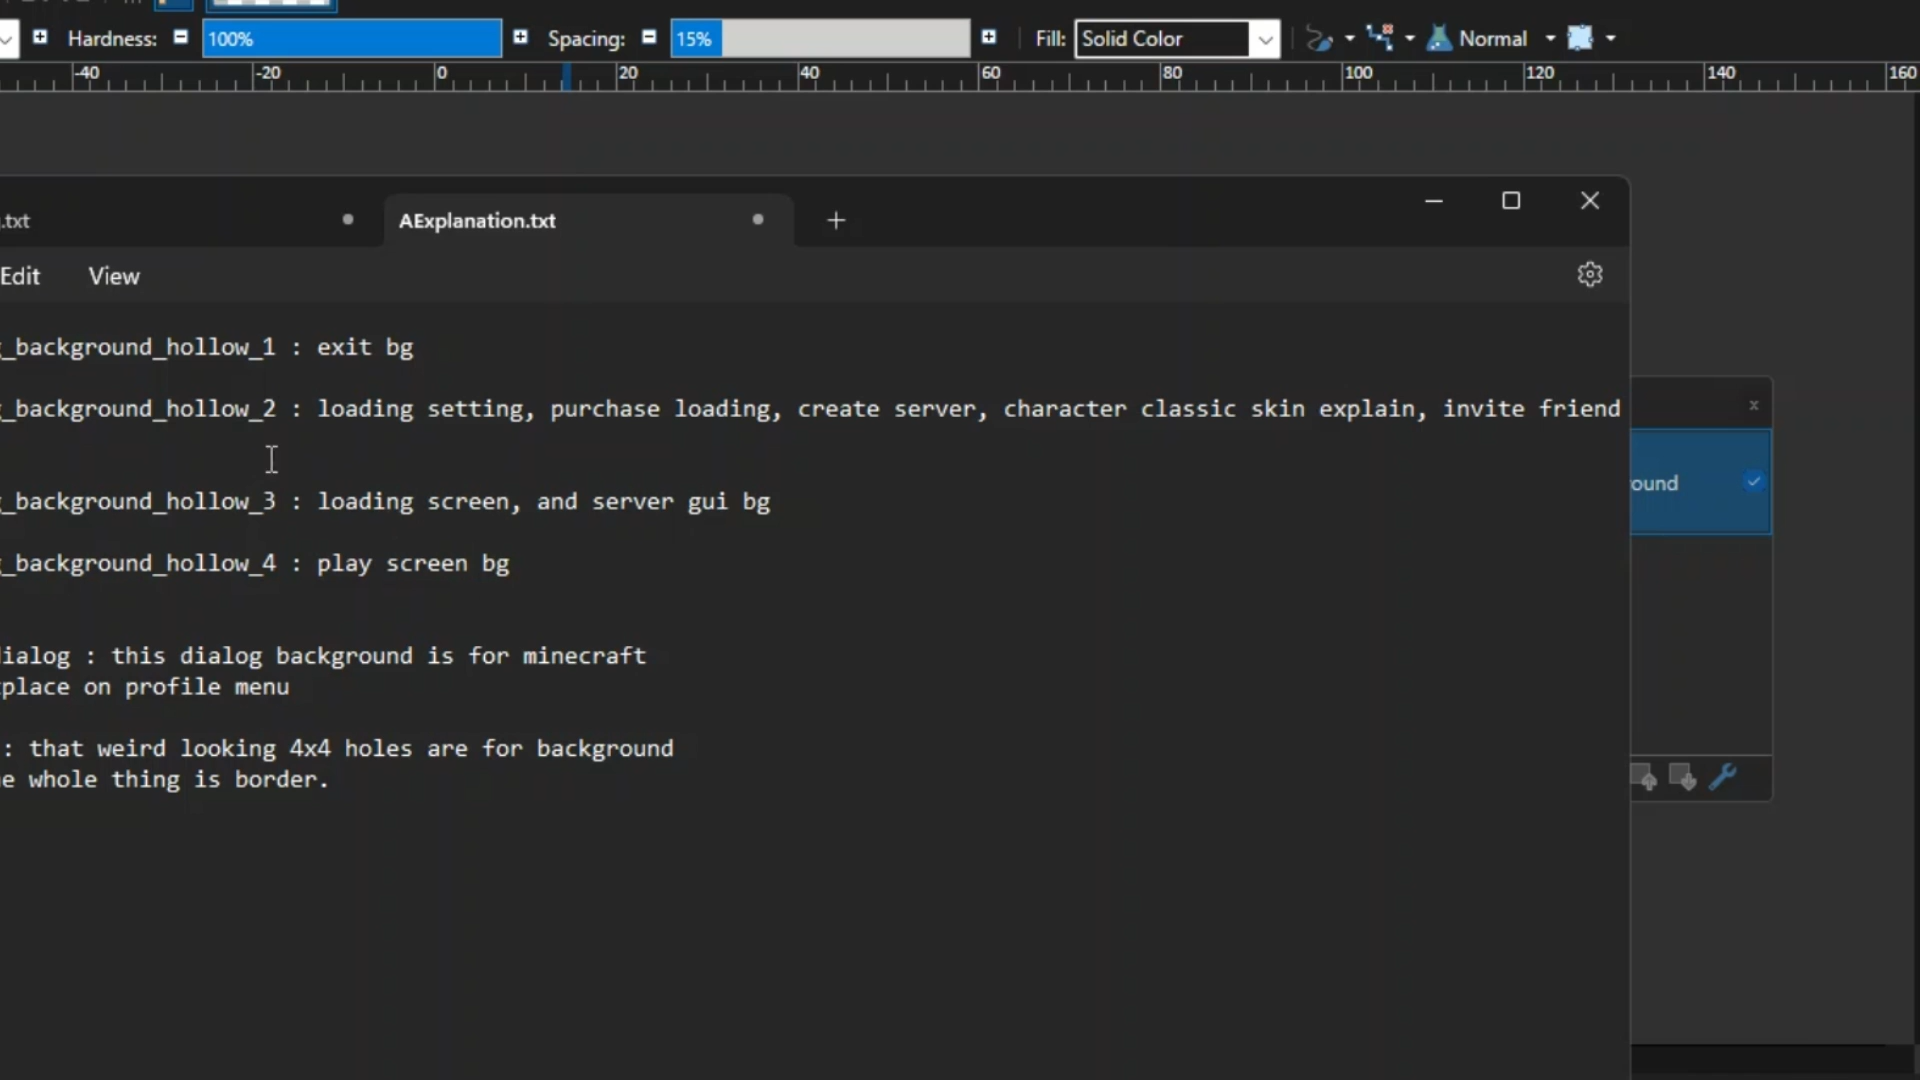 Hardness: 100% Spacing: 15% Fill: Solid Color Normal
-40 -20 0 20 40 60 80 100 120 140 160
.txt AExplanation.txt
Edit View
_background_hollow_1 : exit bg
_background_hollow_2 : loading setting, purchase loading, create server, character classic skin explain, invite friend
_background_hollow_3 : loading screen, and server gui bg
_background_hollow_4 : play screen bg
ound
ialog : this dialog background is for minecraft
place on profile menu
: that weird looking 4x4 holes are for background
e whole thing is border.